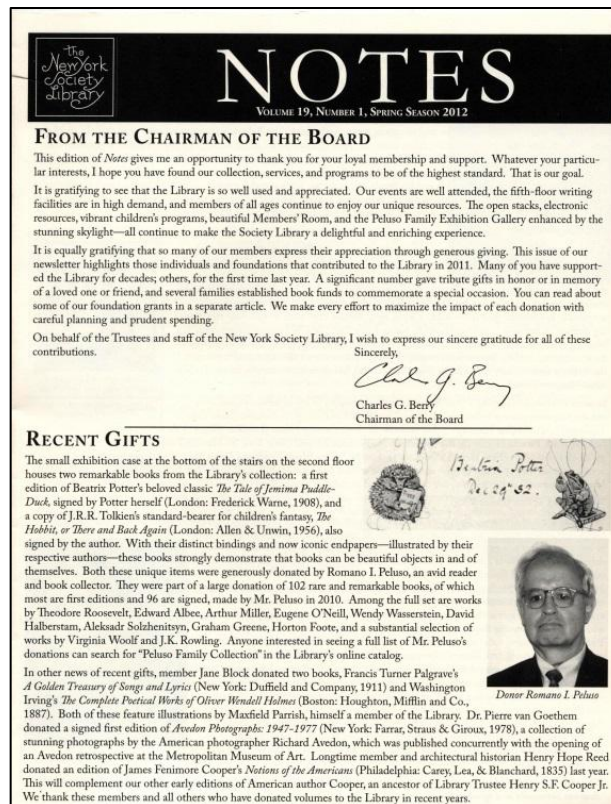 the
New York
Society
Library
NOTES
VOLUME 19, NUMBER 1, SPRING SEASON 2012
FROM THE CHAIRMAN OF THE BOARD
This edition of Notes gives me an opportunity to thank you for your loyal membership and support. Whatever your particu-
lar interests, I hope you have found our collection, services, and programs to be of the highest standard. That is our goal.
It is gratifying to see that the Library is so well used and appreciated. Our events are well attended, the fifth-floor writing
facilities are in high demand, and members of all ages continue to enjoy our unique resources. The open stacks, electronic
resources, vibrant children's programs, beautiful Members' Room, and the Peluso Family Exhibition Gallery enhanced by the
stunning skylight—all continue to make the Society Library a delightful and enriching experience.
It is equally gratifying that so many of our members express their appreciation through generous giving. This issue of our
newsletter highlights those individuals and foundations that contributed to the Library in 2011. Many of you have support-
ed the Library for decades; others, for the first time last year. A significant number gave tribute gifts in honor or in memory
of a loved one or friend, and several families established book funds to commemorate a special occasion. You can read about
some of our foundation grants in a separate article. We make every effort to maximize the impact of each donation with
careful planning and prudent spending.
On behalf of the Trustees and staff of the New York Society Library, I wish to express our sincere gratitude for all of these
contributions.
Sincerely,
Charles G. Berry
Charles G. Berry
Chairman of the Board
RECENT GIFTS
The small exhibition case at the bottom of the stairs on the second floor
houses two remarkable books from the Library's collection: a first
edition of Beatrix Potter's beloved classic The Tale of Jemima Puddle-
Duck, signed by Potter herself (London: Frederick Warne, 1908), and
a copy of J.R.R. Tolkien's standard-bearer for children's fantasy, The
Hobbit, or There and Back Again (London: Allen & Unwin, 1956), also
signed by the author. With their distinct bindings and now iconic endpapers—illustrated by their
respective authors—these books strongly demonstrate that books can be beautiful objects in and of
themselves. Both these unique items were generously donated by Romano I. Peluso, an avid reader
and book collector. They were part of a large donation of 102 rare and remarkable books, of which
most are first editions and 96 are signed, made by Mr. Peluso in 2010. Among the full set are works
by Theodore Roosevelt, Edward Albee, Arthur Miller, Eugene O'Neill, Wendy Wasserstein, David
Halberstam, Aleksadr Solzhenitsyn, Graham Greene, Horton Foote, and a substantial selection of
works by Virginia Woolf and J.K. Rowling. Anyone interested in seeing a full list of Mr. Peluso's
donations can search for "Peluso Family Collection" in the Library's online catalog.
Beatrix Potter
Dec 29th 32.
Donor Romano I. Peluso
In other news of recent gifts, member Jane Block donated two books, Francis Turner Palgrave's
A Golden Treasury of Songs and Lyrics (New York: Duffield and Company, 1911) and Washington
Irving's The Complete Poetical Works of Oliver Wendell Holmes (Boston: Houghton, Mifflin and Co.,
1887). Both of these feature illustrations by Maxfield Parrish, himself a member of the Library. Dr. Pierre van Goethem
donated a signed first edition of Avedon Photographs: 1947-1977 (New York: Farrar, Straus & Giroux, 1978), a collection of
stunning photographs by the American photographer Richard Avedon, which was published concurrently with the opening of
an Avedon retrospective at the Metropolitan Museum of Art. Longtime member and architectural historian Henry Hope Reed
donated an edition of James Fenimore Cooper's Notions of the Americans (Philadelphia: Carey, Lea, & Blanchard, 1835) last year.
This will complement our other early editions of American author Cooper, an ancestor of Library Trustee Henry S.F. Cooper Jr.
We thank these members and all others who have donated volumes to the Library in recent years.